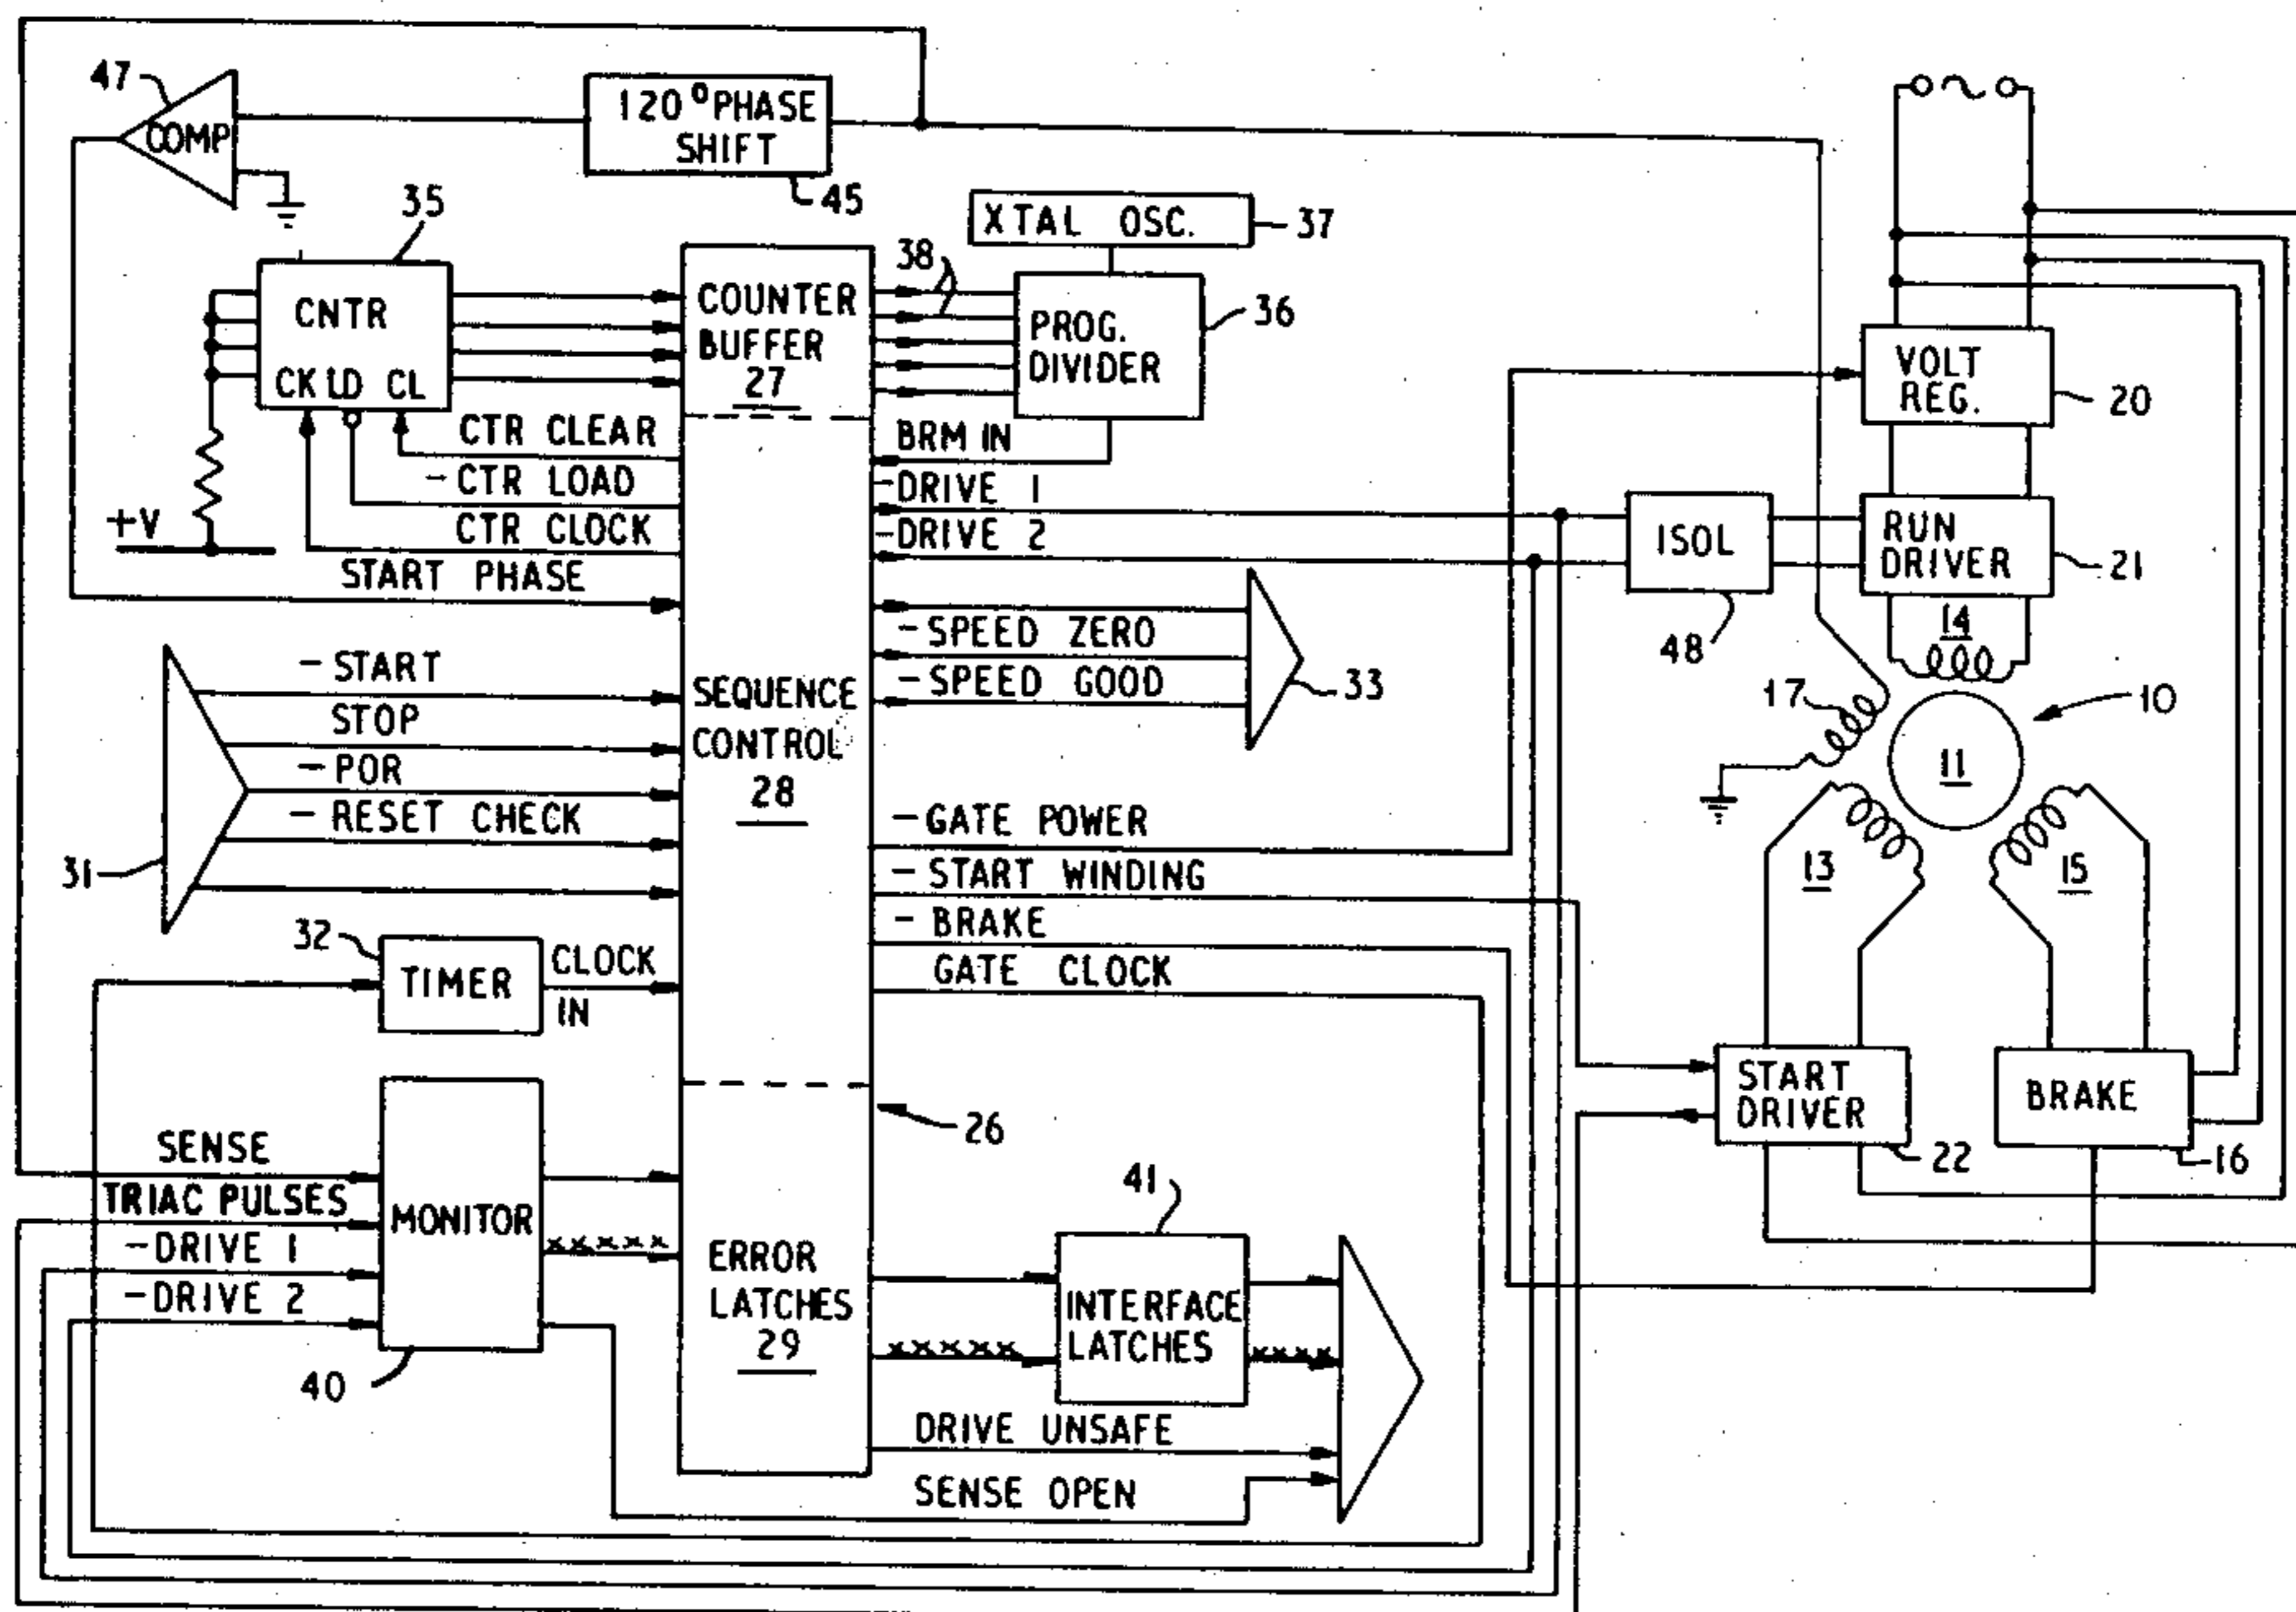 47
COMP
120° PHASE
SHIFT
45
35
XTAL OSC.
37
38
CNTR
CK LD CL
COUNTER
BUFFER
27
PROG.
DIVIDER
36
VOLT
REG.
20
CTR CLEAR
BRM IN
-CTR LOAD
-DRIVE 1
+V
CTR CLOCK
-DRIVE 2
ISOL
48
RUN
DRIVER
21
START PHASE
14
-START
-SPEED ZERO
STOP
SEQUENCE
CONTROL
28
-SPEED GOOD
33
17
10
11
-POR
-RESET CHECK
-GATE POWER
31
-START WINDING
13
15
32
TIMER
CLOCK
IN
-BRAKE
GATE CLOCK
START
DRIVER
22
BRAKE
16
26
SENSE
TRIAC PULSES
-DRIVE 1
-DRIVE 2
MONITOR
×××××
40
ERROR
LATCHES
29
×××××
41
INTERFACE
LATCHES
××××
DRIVE UNSAFE
SENSE OPEN